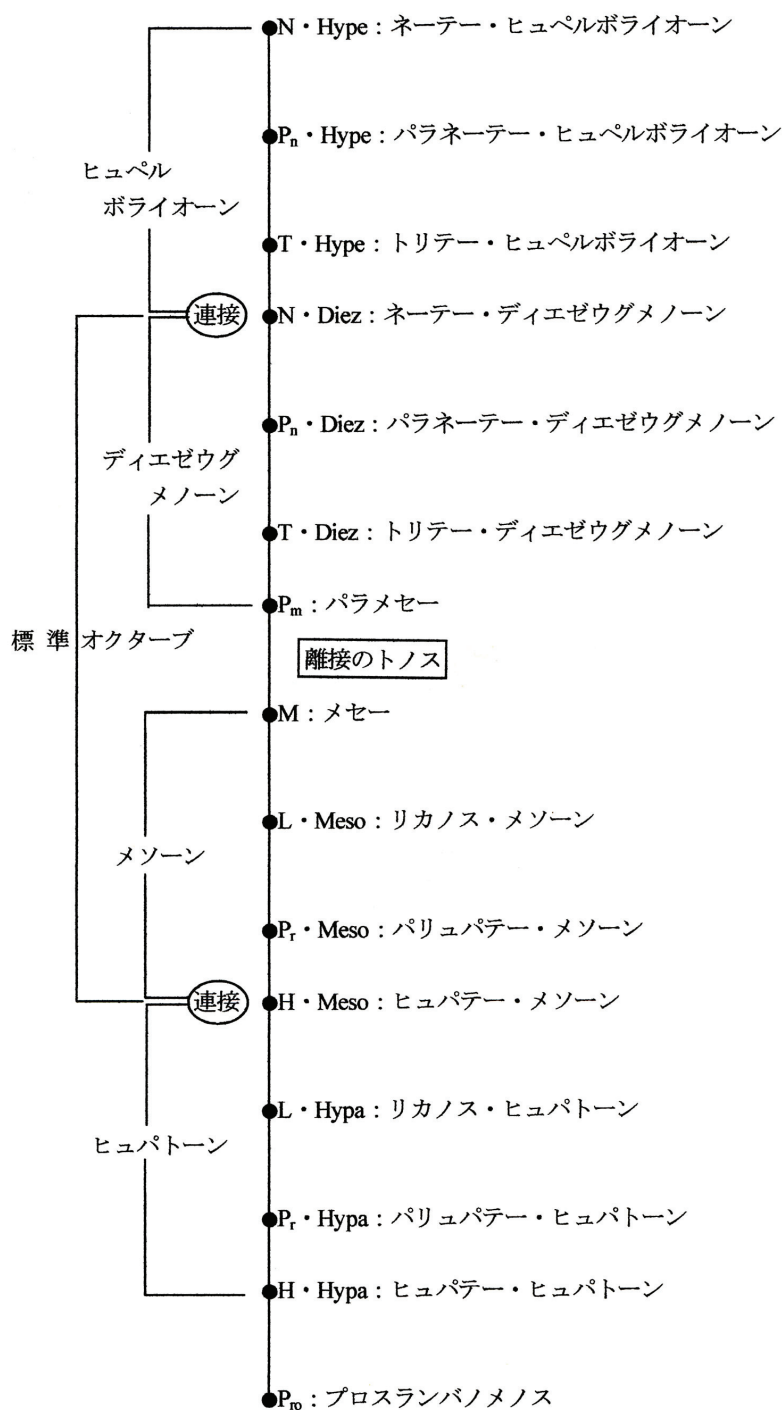 N・Hype：ネーテー・ヒュペルボライオーン
Pn・Hype：パラネーテー・ヒュペルボライオーン
ヒュペル
ボライオーン
T・Hype：トリテー・ヒュペルボライオーン
連接
N・Diez：ネーテー・ディエゼウグメノーン
Pn・Diez：パラネーテー・ディエゼウグメノーン
ディエゼウグ
メノーン
T・Diez：トリテー・ディエゼウグメノーン
Pm：パラメセー
標準オクターブ
離接のトノス
M：メセー
L・Meso：リカノス・メソーン
メソーン
Pr・Meso：パリュパテー・メソーン
連接
H・Meso：ヒュパテー・メソーン
L・Hypa：リカノス・ヒュパトーン
ヒュパトーン
Pr・Hypa：パリュパテー・ヒュパトーン
H・Hypa：ヒュパテー・ヒュパトーン
Pro：プロスランバノメノス